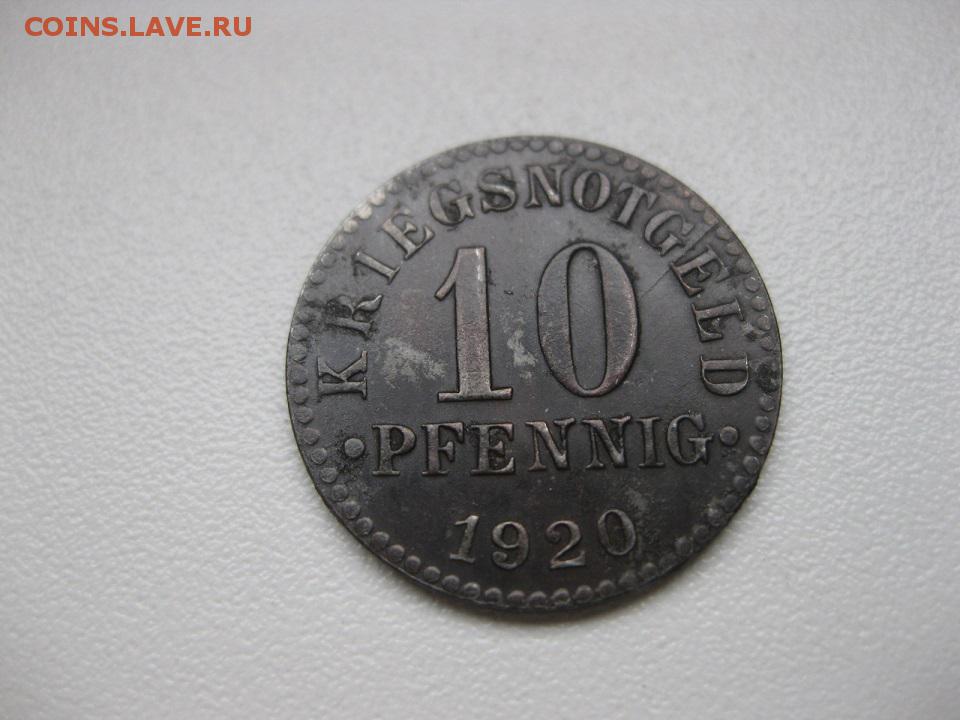 COINS.LAVE.RU
KRIEGSNOTGELD
10
·PFENNIG·
1920